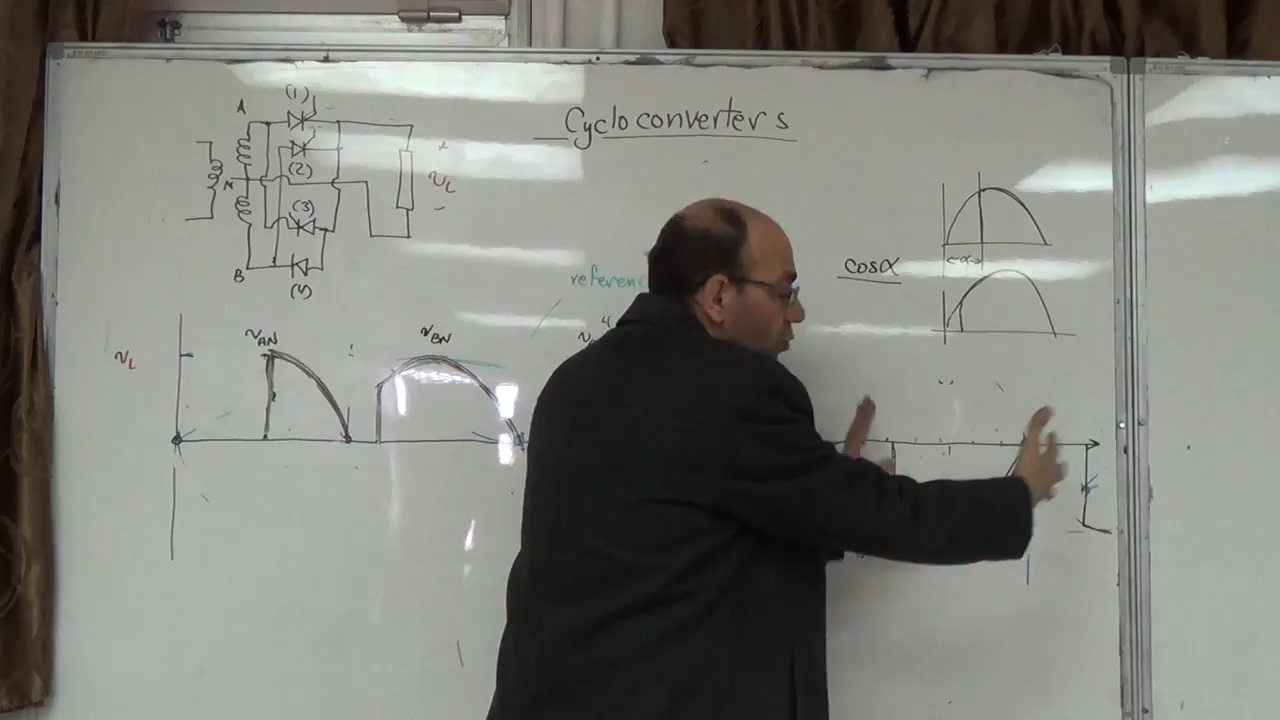 Cycloconverters
(1)
A
(2)
N
+
v_L
-
(3)
B
(4)
cosα
α
v_L
v_AN
v_BN